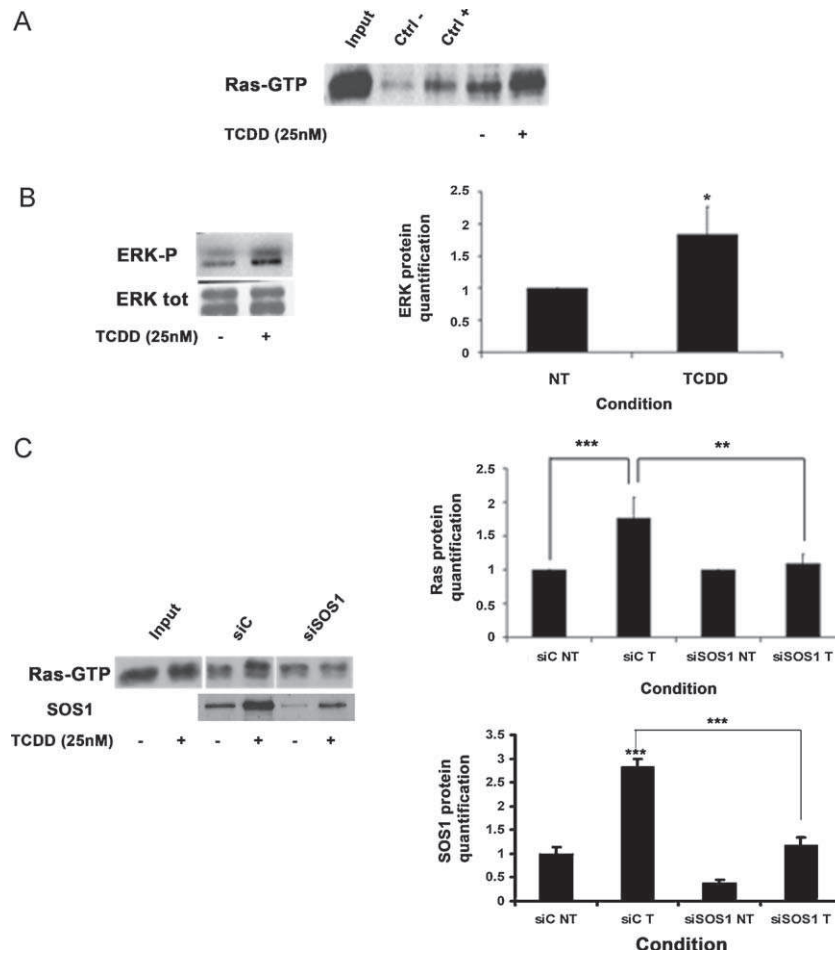 A
Input
Ctrl -
Ctrl +
Ras-GTP
TCDD (25nM)
-
+
B
ERK-P
ERK tot
TCDD (25nM)
-
+
ERK protein
quantification
2.5
2
1.5
1
0.5
0
*
NT
TCDD
Condition
C
Input
siC
siSOS1
Ras-GTP
SOS1
TCDD (25nM)
-
+
-
+
-
+
Ras protein
quantification
2.5
2
1.5
1
0.5
0
***
**
siC NT
siC T
siSOS1 NT
siSOS1 T
Condition
SOS1 protein
quantification
3.5
3
2.5
2
1.5
1
0.5
0
***
***
siC NT
siC T
siSOS1 NT
siSOS1 T
Condition